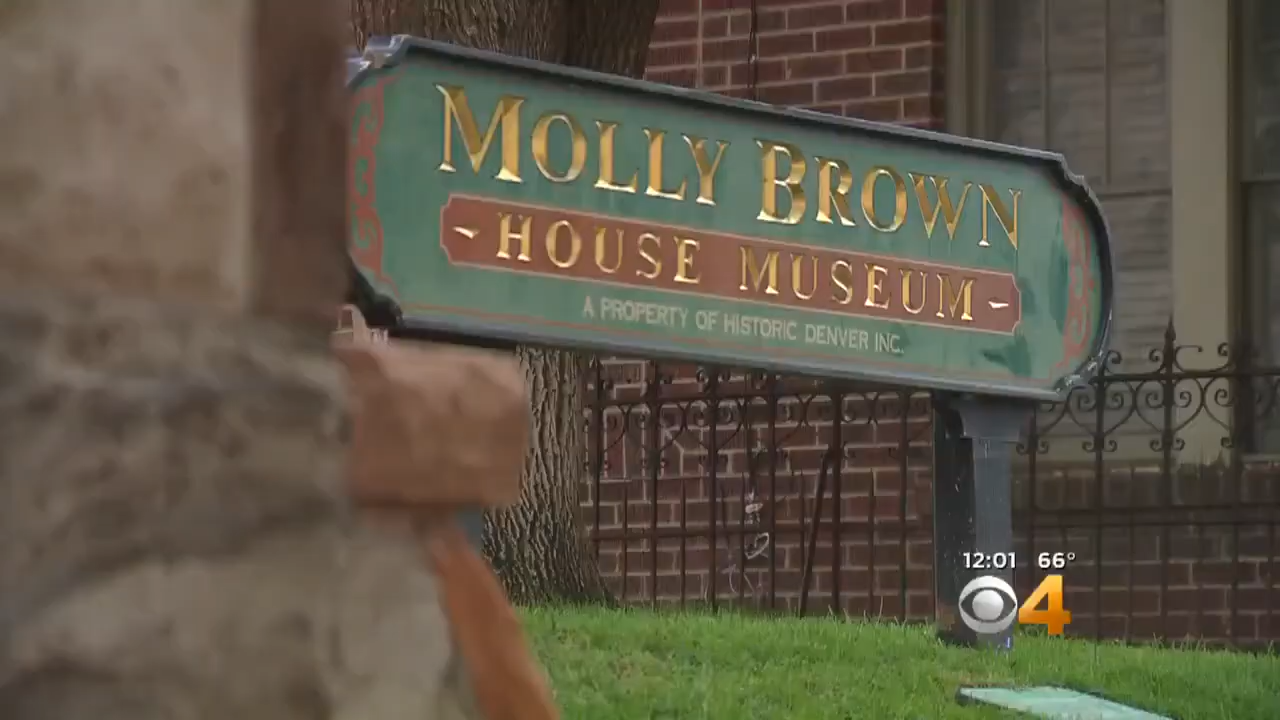 MOLLY BROWN
- HOUSE MUSEUM -
A PROPERTY OF HISTORIC DENVER INC.
12:01 66°
4